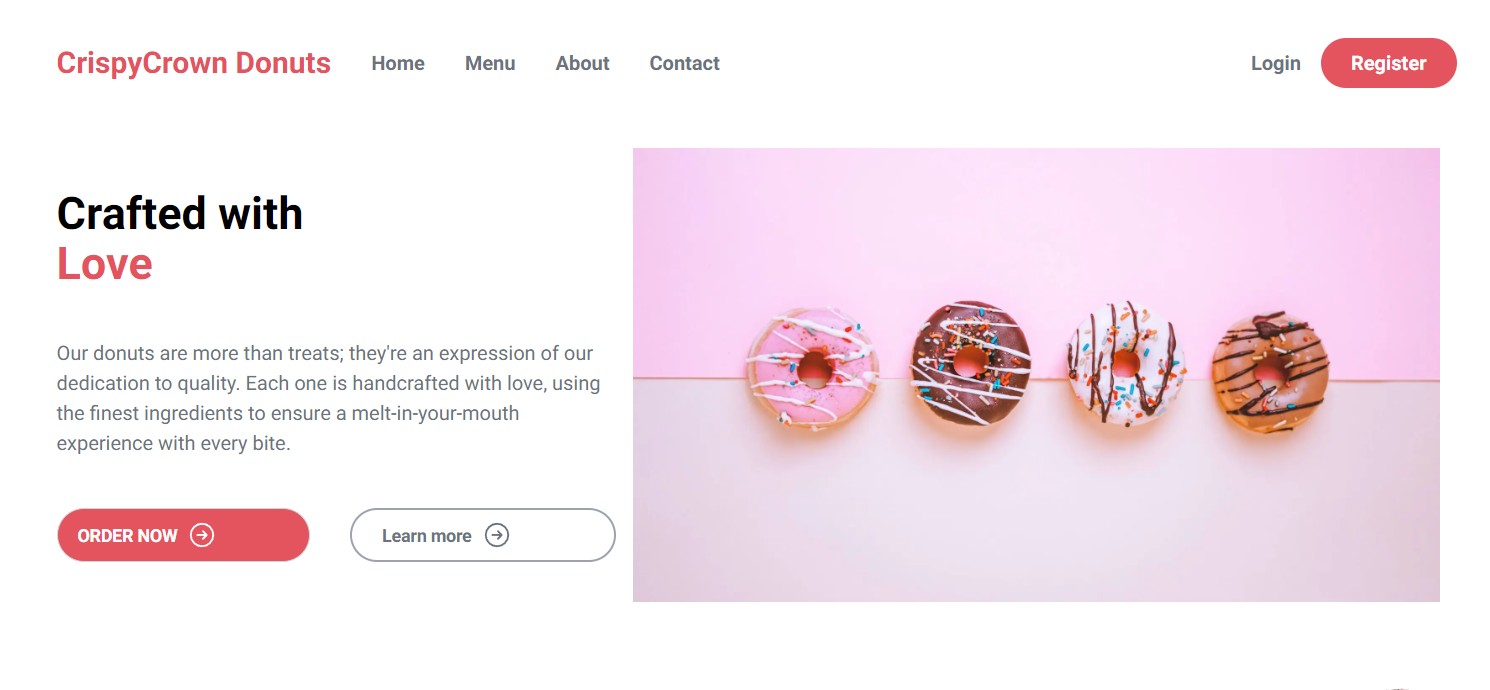 CrispyCrown Donuts Home Menu About Contact Login Register
Crafted with
Love
Our donuts are more than treats; they're an expression of our
dedication to quality. Each one is handcrafted with love, using
the finest ingredients to ensure a melt-in-your-mouth
experience with every bite.
ORDER NOW Learn more